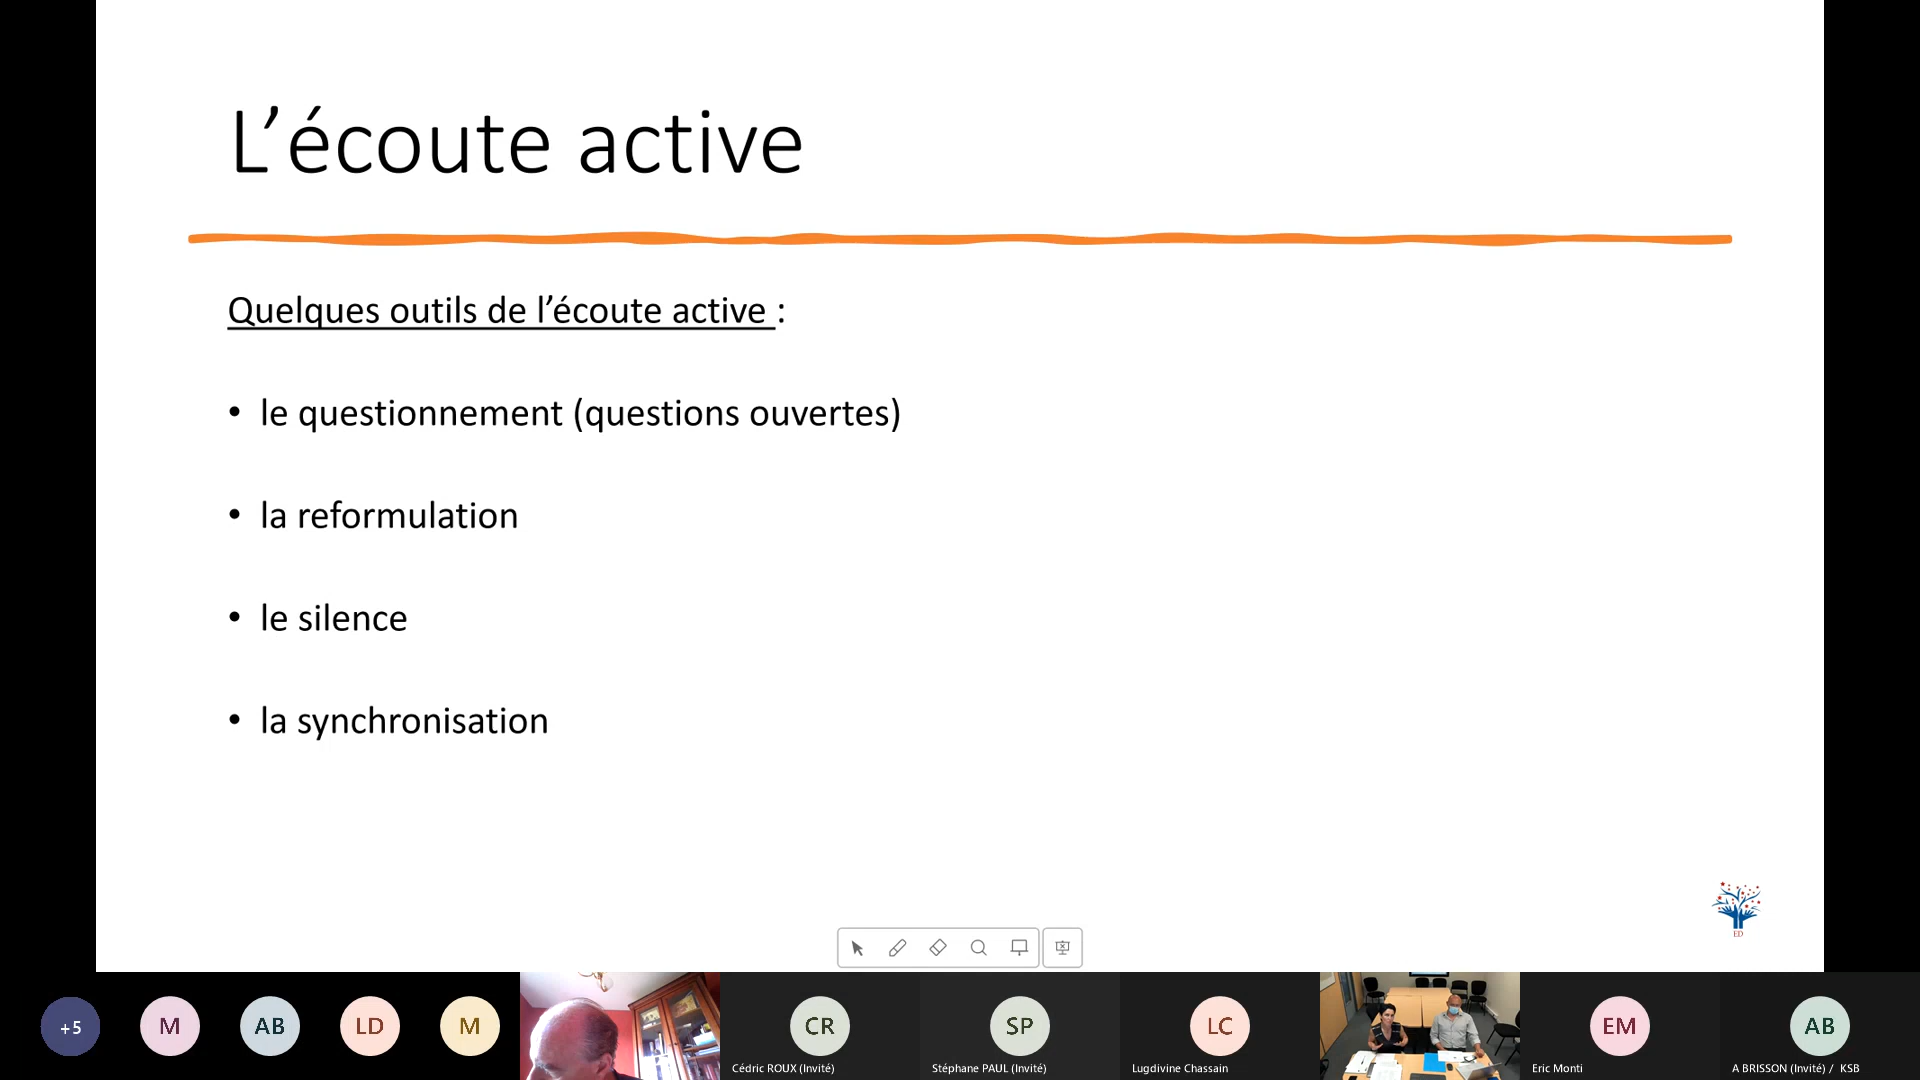 L’écoute active
Quelques outils de l’écoute active :
• le questionnement (questions ouvertes)
• la reformulation
• le silence
• la synchronisation
ED
+5
M
AB
LD
M
CR
Cédric ROUX (Invité)
SP
Stéphane PAUL (Invité)
LC
Lugdivine Chassain
EM
Eric Monti
AB
A BRISSON (Invité) / KSB